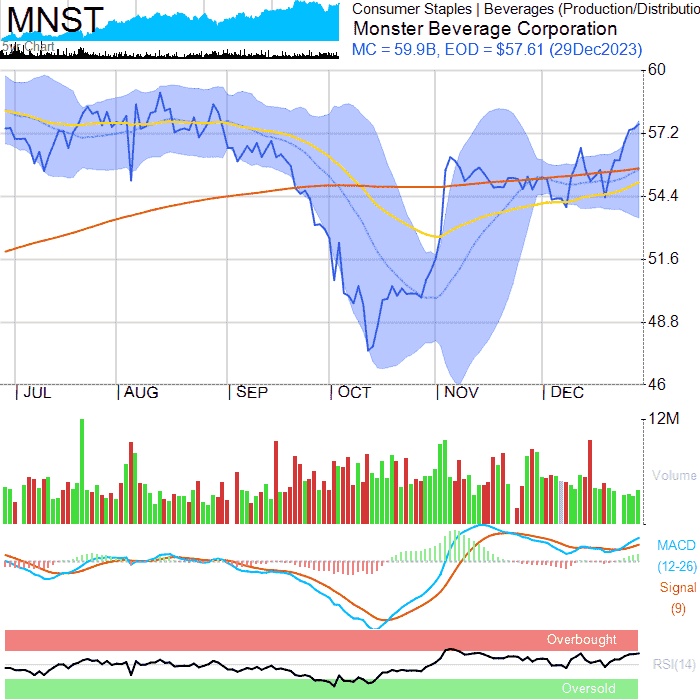 MNST
Consumer Staples | Beverages (Production/Distributio
Monster Beverage Corporation
MC = 59.9B, EOD = $57.61 (29Dec2023)
60
57.2
54.4
51.6
48.8
46
JUL AUG SEP OCT NOV DEC
12M
Volume
MACD
(12-26)
Signal
(9)
Overbought
RSI(14)
Oversold